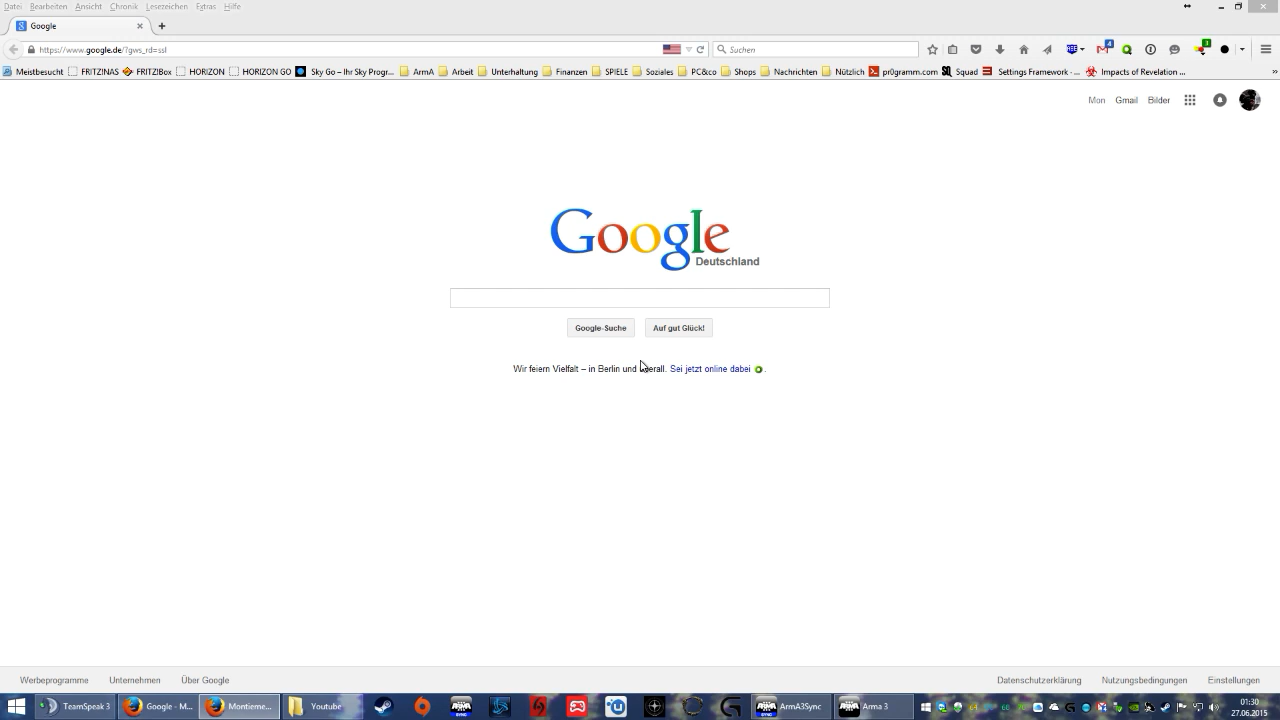 Datei Bearbeiten Ansicht Chronik Lesezeichen Extras Hilfe
Google
https://www.google.de/?gws_rd=ssl
Suchen
4
3
Meistbesucht FRITZINAS FRITZ!Box HORIZON HORIZON GO Sky Go – Ihr Sky Progr... ArmA Arbeit Unterhaltung Finanzen SPIELE Soziales PC&co Shops Nachrichten Nützlich pr0gramm.com Squad Settings Framework - ... Impacts of Revelation ...
Mon Gmail Bilder
Google
Deutschland
Google-Suche Auf gut Glück!
Wir feiern Vielfalt – in Berlin und überall. Sei jetzt online dabei
Werbeprogramme Unternehmen Über Google Datenschutzerklärung Nutzungsbedingungen Einstellungen
TeamSpeak 3 Google - M... Montieme... Youtube ArmA3Sync Arma 3
01:30
27.06.2015